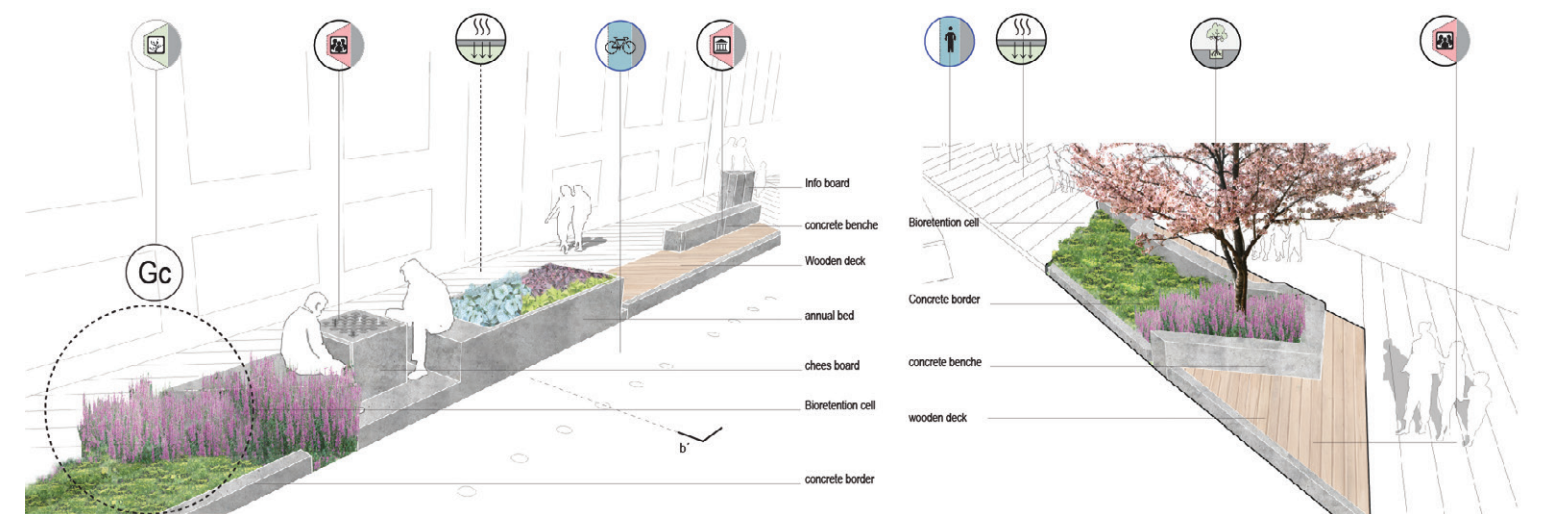 Gc
Info board
concrete benche
Wooden deck
annual bed
chees board
Bioretention cell
b'
concrete border
Bioretention cell
Concrete border
concrete benche
wooden deck